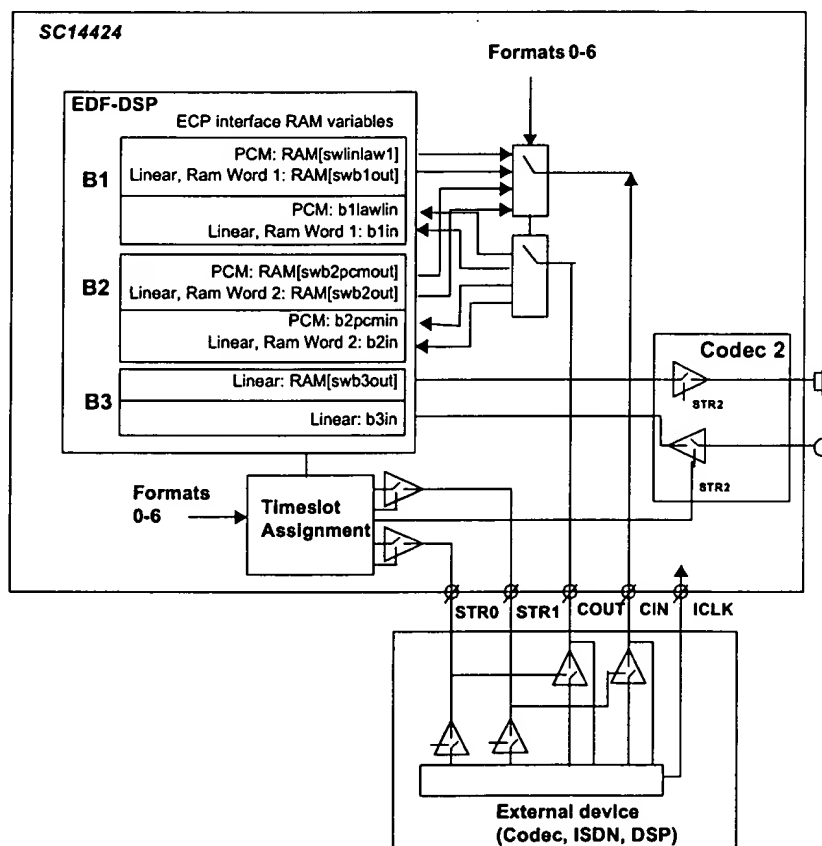 SC14424
Formats 0-6
EDF-DSP
ECP interface RAM variables
B1
PCM: RAM[swlinlaw1]
Linear, Ram Word 1: RAM[swb1out]
PCM: b1lawlin
Linear, Ram Word 1: b1in
B2
PCM: RAM[swb2pcmout]
Linear, Ram Word 2: RAM[swb2out]
PCM: b2pcmin
Linear, Ram Word 2: b2in
B3
Linear: RAM[swb3out]
Linear: b3in
Codec 2
STR2
STR2
Formats
0-6
Timeslot
Assignment
STR0
STR1
COUT
CIN
ICLK
External device
(Codec, ISDN, DSP)